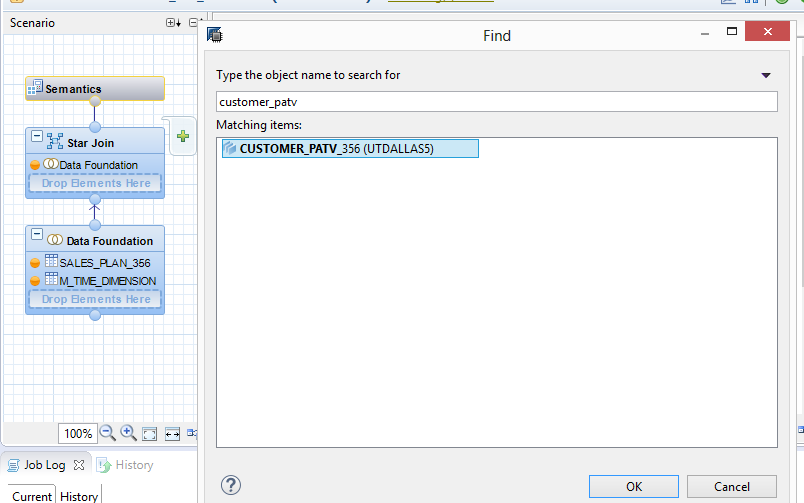 Scenario
Find
Type the object name to search for
customer_patv
Matching items:
CUSTOMER_PATV_356 (UTDALLAS5)
Semantics
Star Join
Data Foundation
Drop Elements Here
Data Foundation
SALES_PLAN_356
M_TIME_DIMENSION
Drop Elements Here
100%
Job Log
History
Current
History
OK
Cancel